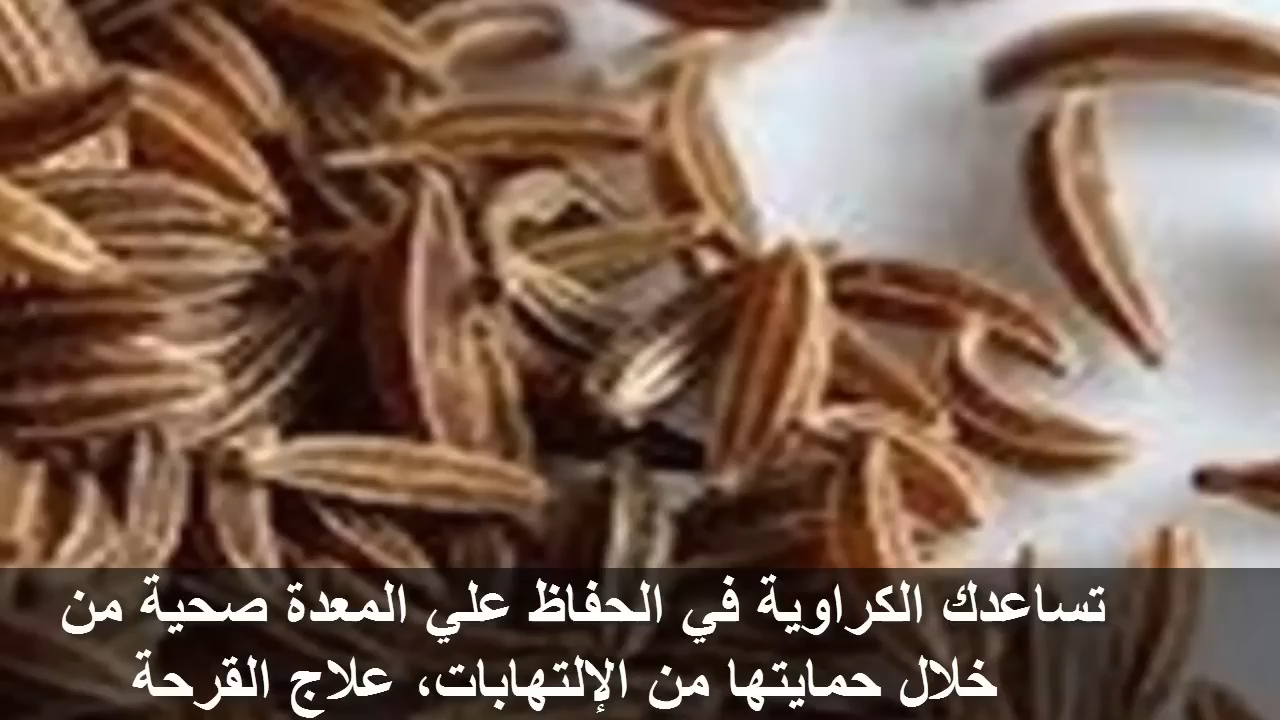 تساعدك الكراوية في الحفاظ علي المعدة صحية من
خلال حمايتها من الإلتهابات، علاج القرحة